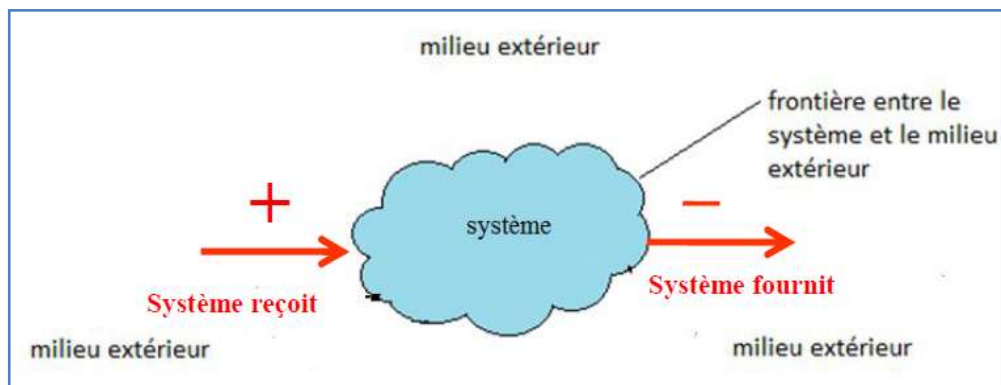 milieu extérieur
frontière entre le
système et le milieu
extérieur
+
−
système
Système reçoit
Système fournit
milieu extérieur
milieu extérieur